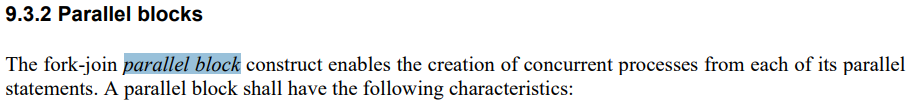 9.3.2 Parallel blocks
The fork-join parallel block construct enables the creation of concurrent processes from each of its parallel
statements. A parallel block shall have the following characteristics: